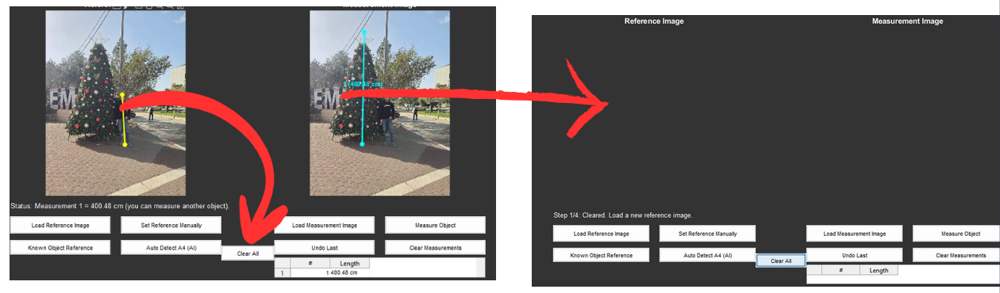 Measurement Image
EM
EM
1 (400.48 cm)
Status: Measurement 1 = 400.48 cm (you can measure another object).
Load Reference Image
Set Reference Manually
Load Measurement Image
Measure Object
Known Object Reference
Auto Detect A4 (AI)
Clear All
Undo Last
Clear Measurements
# Length
1 1 400.48 cm
Reference Image
Measurement Image
Step 1/4: Cleared. Load a new reference image.
Load Reference Image
Set Reference Manually
Load Measurement Image
Measure Object
Known Object Reference
Auto Detect A4 (AI)
Clear All
Undo Last
Clear Measurements
# Length